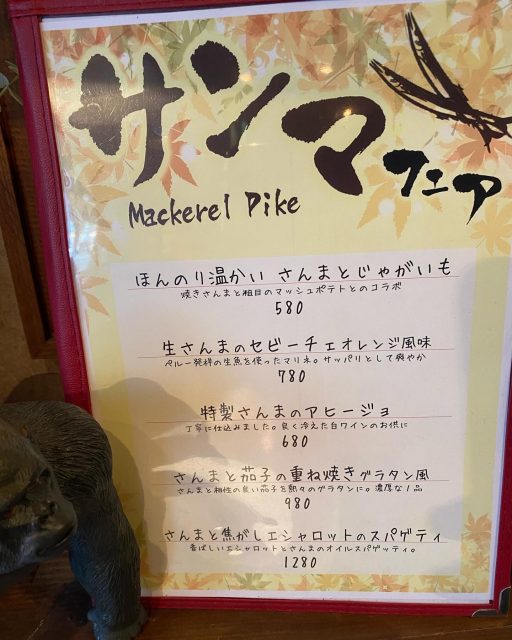 サンマ
フェア
Mackerel Pike
ほんのり温かい さんまとじゃがいも
焼きさんまと粗目のマッシュポテトとのコラボ
580
生さんまのセビーチェオレンジ風味
ペルー発祥の生魚を使ったマリネ。サッパリとして爽やか
780
特製さんまのアヒージョ
丁寧に仕込みました。良く冷えた白ワインのお供に
680
さんまと茄子の重ね焼きグラタン風
さんまと相性の良い茄子を熱々のグラタンに。濃厚な1品
980
さんまと焦がしエシャロットのスパゲティ
香ばしいエシャロットとさんまのオイルスパゲッティ。
1280